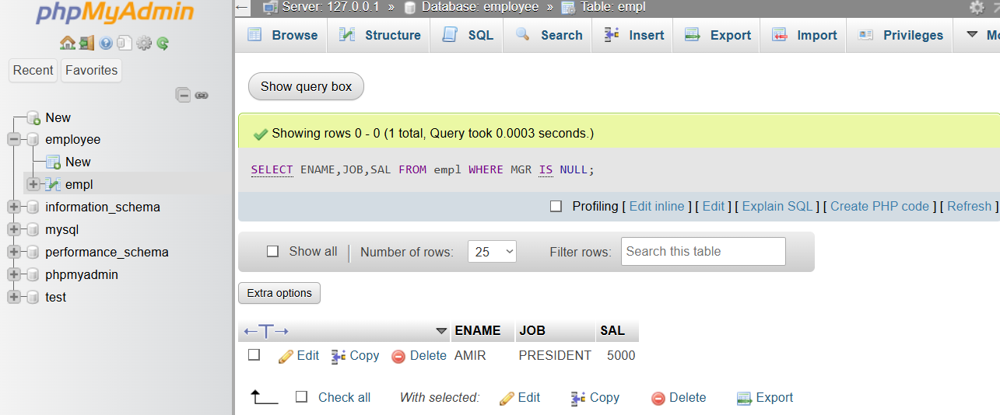 phpMyAdmin
Recent Favorites
New
employee
New
empl
information_schema
mysql
performance_schema
phpmyadmin
test
Server: 127.0.0.1 » Database: employee » Table: empl
Browse Structure SQL Search Insert Export Import Privileges
Show query box
Showing rows 0 - 0 (1 total, Query took 0.0003 seconds.)
SELECT ENAME,JOB,SAL FROM empl WHERE MGR IS NULL;
Profiling [ Edit inline ] [ Edit ] [ Explain SQL ] [ Create PHP code ] [ Refresh ]
Show all Number of rows: 25 Filter rows: Search this table
Extra options
←T→ ENAME JOB SAL
Edit Copy Delete AMIR PRESIDENT 5000
Check all With selected: Edit Copy Delete Export